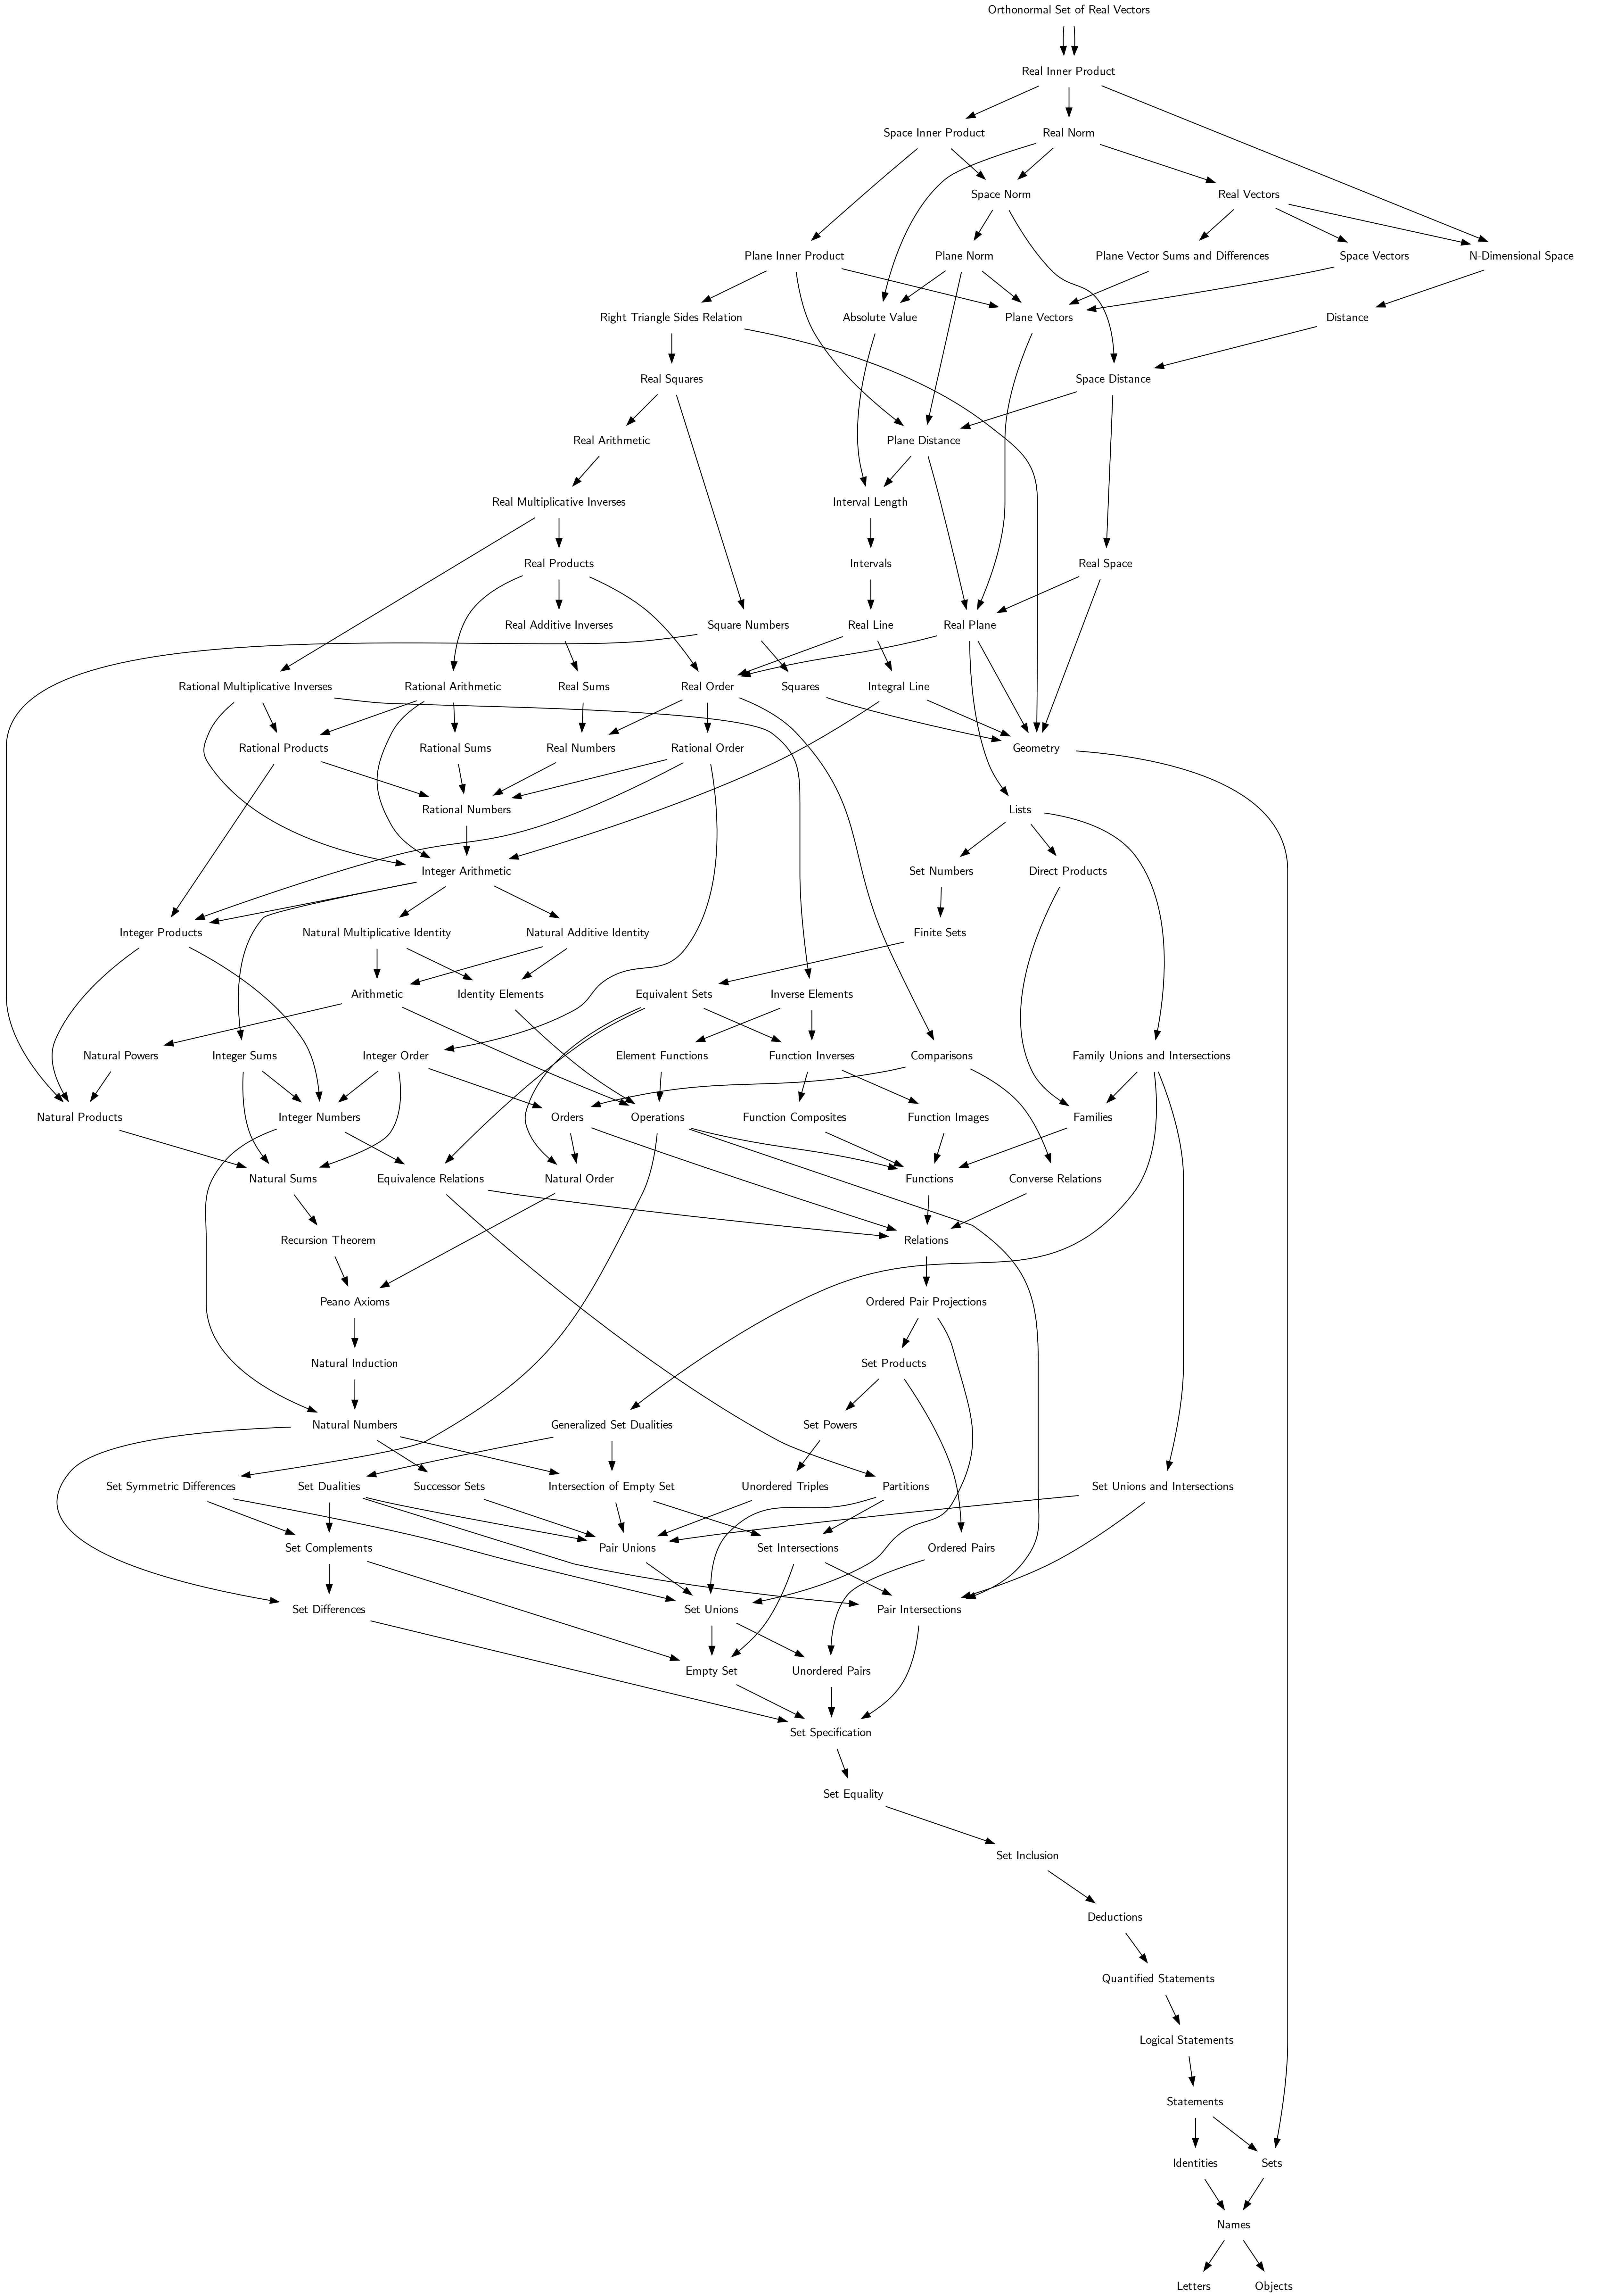 Orthonormal Set of Real Vectors
Real Inner Product
Space Inner Product
Real Norm
Space Norm
Real Vectors
Plane Inner Product
Plane Norm
Plane Vector Sums and Differences
Space Vectors
N-Dimensional Space
Right Triangle Sides Relation
Absolute Value
Plane Vectors
Distance
Real Squares
Space Distance
Real Arithmetic
Plane Distance
Real Multiplicative Inverses
Interval Length
Real Products
Intervals
Real Space
Real Additive Inverses
Square Numbers
Real Line
Real Plane
Rational Multiplicative Inverses
Rational Arithmetic
Real Sums
Real Order
Squares
Integral Line
Rational Products
Rational Sums
Real Numbers
Rational Order
Geometry
Rational Numbers
Lists
Integer Arithmetic
Set Numbers
Direct Products
Integer Products
Natural Multiplicative Identity
Natural Additive Identity
Finite Sets
Arithmetic
Identity Elements
Equivalent Sets
Inverse Elements
Natural Powers
Integer Sums
Integer Order
Element Functions
Function Inverses
Comparisons
Family Unions and Intersections
Natural Products
Integer Numbers
Orders
Operations
Function Composites
Function Images
Families
Natural Sums
Equivalence Relations
Natural Order
Functions
Converse Relations
Recursion Theorem
Relations
Peano Axioms
Ordered Pair Projections
Natural Induction
Set Products
Natural Numbers
Generalized Set Dualities
Set Powers
Set Symmetric Differences
Set Dualities
Successor Sets
Intersection of Empty Set
Unordered Triples
Partitions
Set Unions and Intersections
Set Complements
Pair Unions
Set Intersections
Ordered Pairs
Set Differences
Set Unions
Pair Intersections
Empty Set
Unordered Pairs
Set Specification
Set Equality
Set Inclusion
Deductions
Quantified Statements
Logical Statements
Statements
Identities
Sets
Names
Letters
Objects